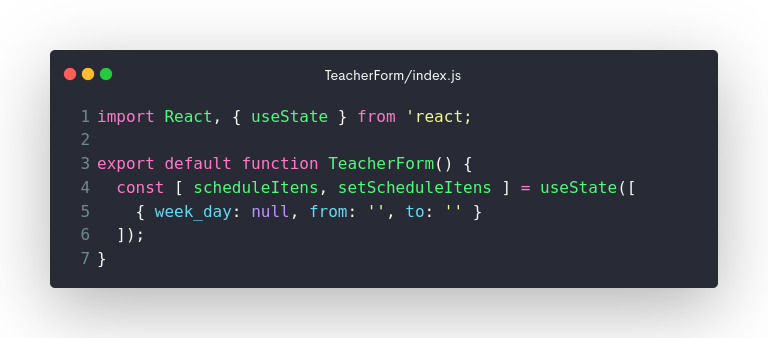 TeacherForm/index.js
1 import React, { useState } from 'react;
2
3 export default function TeacherForm() {
4   const [ scheduleItens, setScheduleItens ] = useState([
5     { week_day: null, from: '', to: '' }
6   ]);
7 }